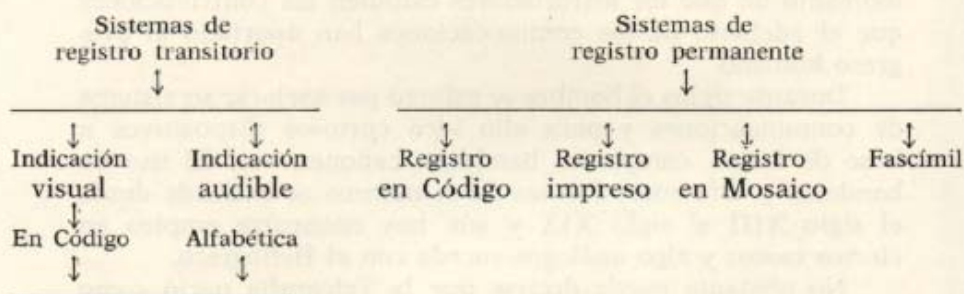 Sistemas de
registro transitorio
Sistemas de
registro permanente
Indicación
visual
Indicación
audible
Registro
en Código
Registro
impreso
Registro
en Mosaico
Fascímil
En Código
Alfabética